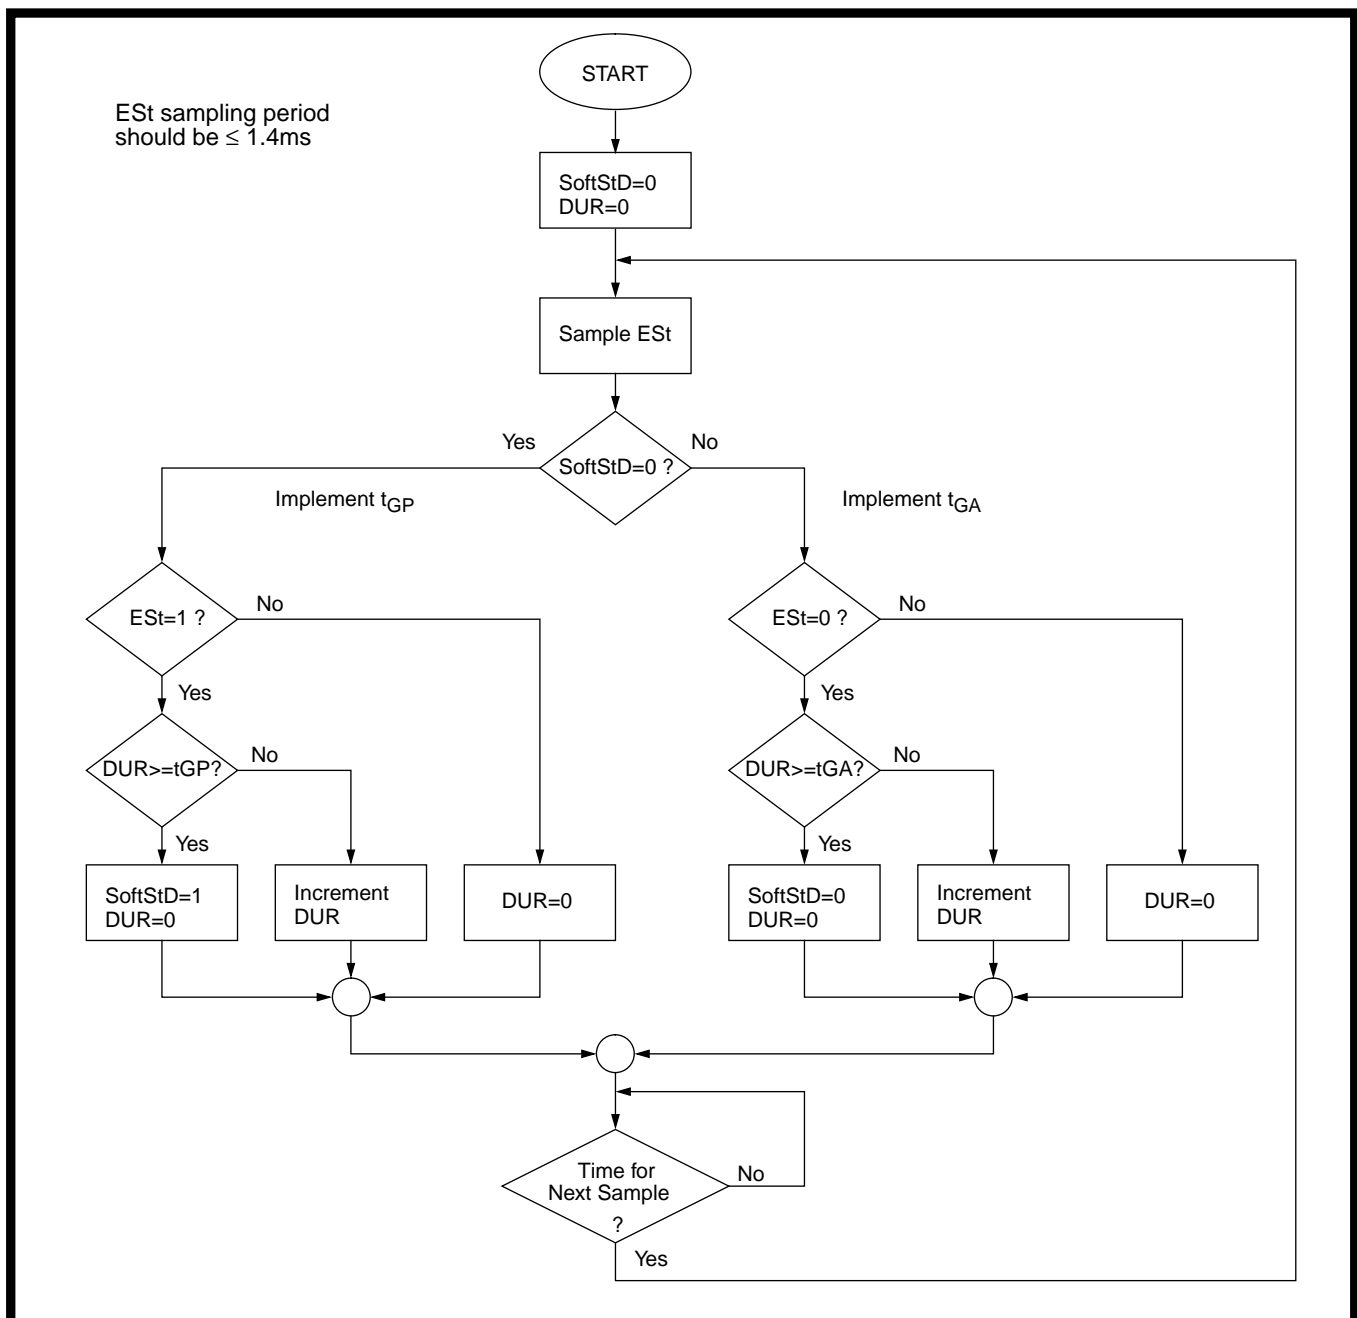 START
ESt sampling period
should be ≤ 1.4ms
SoftStD=0
DUR=0
Sample ESt
Yes
No
SoftStD=0 ?
Implement tGP
Implement tGA
ESt=1 ?
No
ESt=0 ?
No
Yes
Yes
DUR>=tGP?
No
DUR>=tGA?
No
Yes
Yes
SoftStD=1
DUR=0
Increment
DUR
DUR=0
SoftStD=0
DUR=0
Increment
DUR
DUR=0
Time for
Next Sample
?
No
Yes